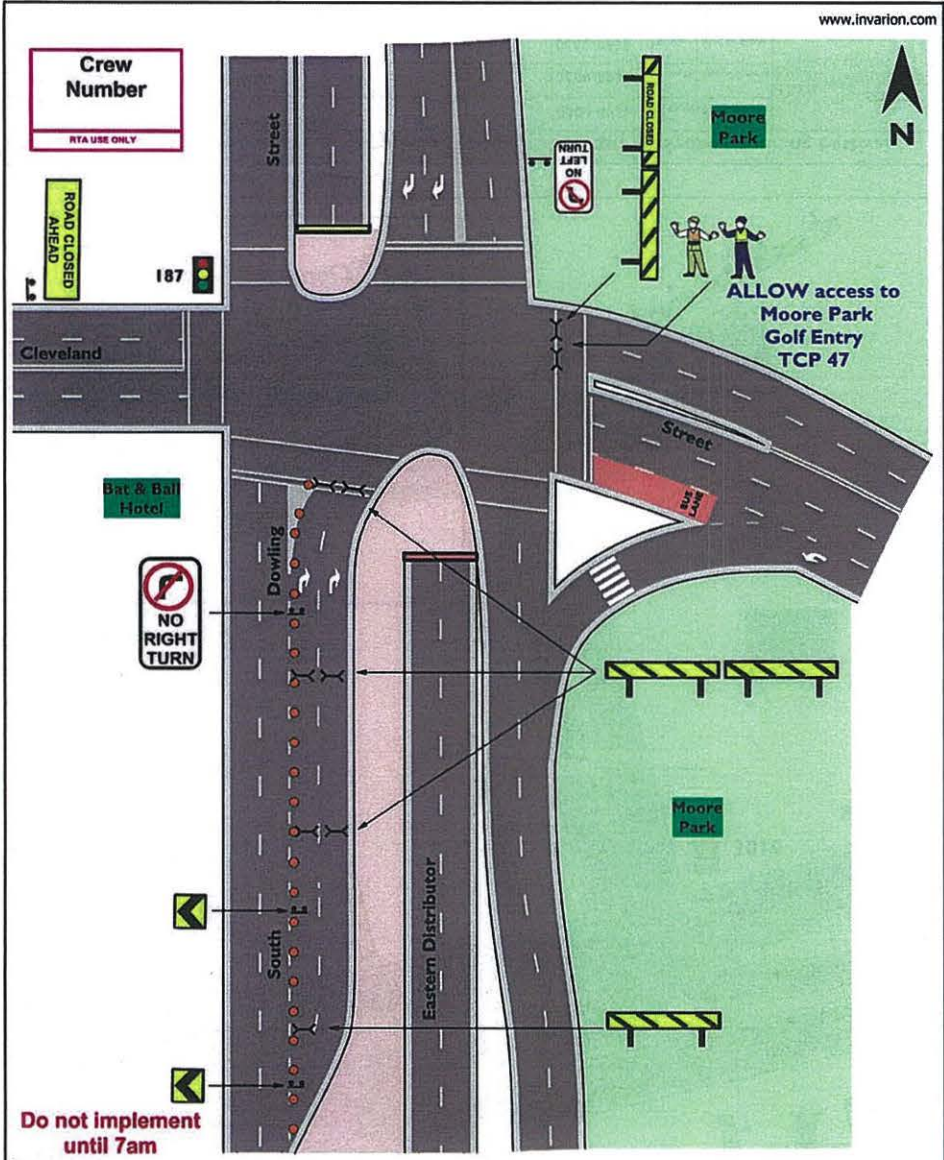 www.invarion.com
Crew
Number
RTA USE ONLY
Street
ROAD CLOSED
Moore
Park
N
NO
LEFT
TURN
ROAD CLOSED
AHEAD
187
ALLOW access to
Moore Park
Golf Entry
TCP 47
Cleveland
Street
BUS
LANE
Bat & Ball
Hotel
Dowling
NO
RIGHT
TURN
Moore
Park
South
Eastern Distributor
Do not implement
until 7am